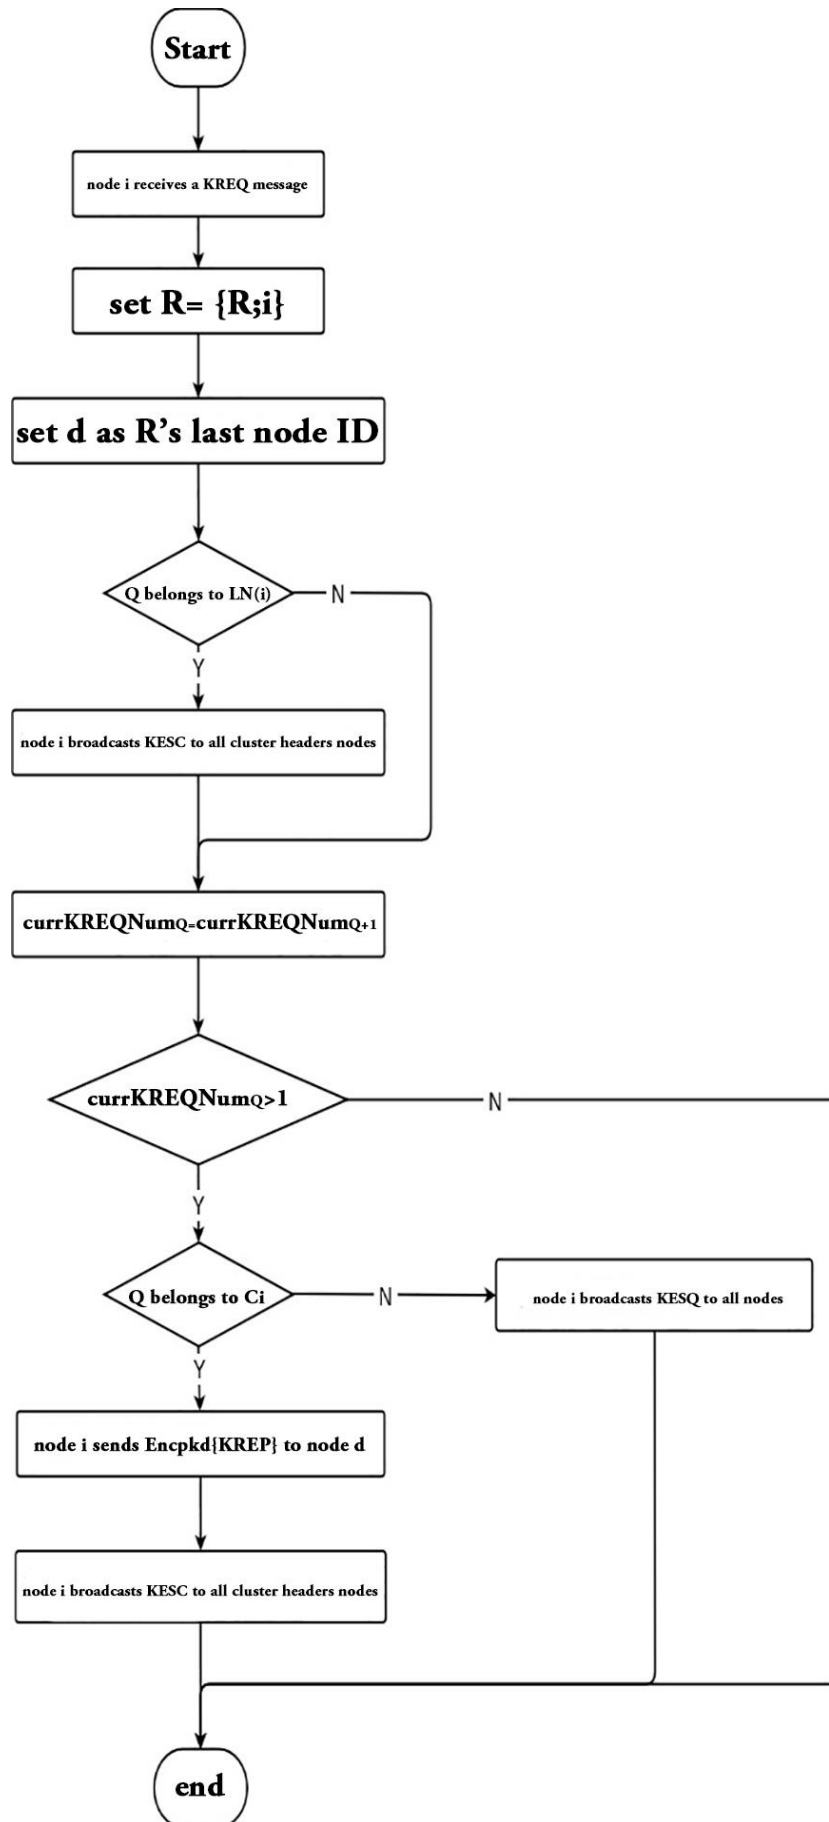 Start
node i receives a KREQ message
set R= {R;i}
set d as R’s last node ID
Q belongs to LN(i)
N
Y
node i broadcasts KESC to all cluster headers nodes
currKREQNumQ=currKREQNumQ+1
currKREQNumQ>1
N
Y
Q belongs to Ci
N
node i broadcasts KESQ to all nodes
Y
node i sends Encpkd{KREP} to node d
node i broadcasts KESC to all cluster headers nodes
end